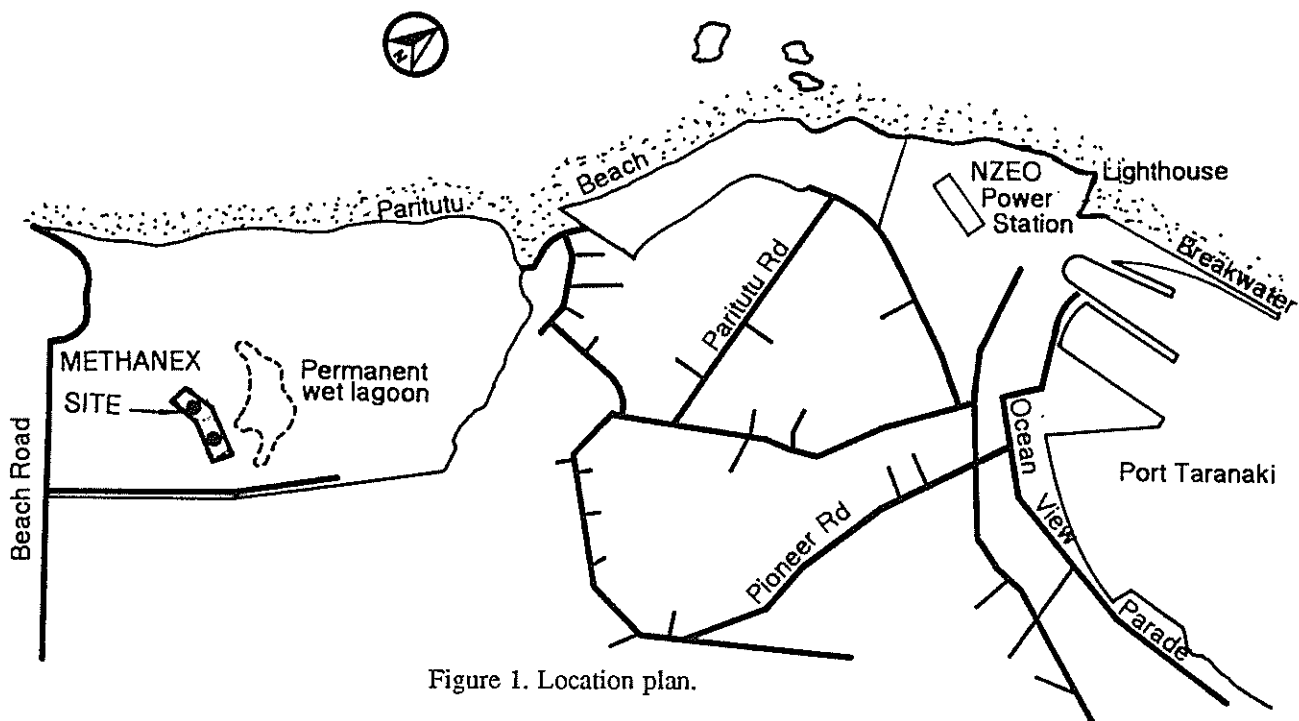 N
Beach
Paritutu
NZEO
Power
Station
Lighthouse
Breakwater
Paritutu Rd
METHANEX
SITE
Permanent
wet lagoon
Beach Road
Ocean
View
Parade
Port Taranaki
Pioneer Rd
Figure 1. Location plan.